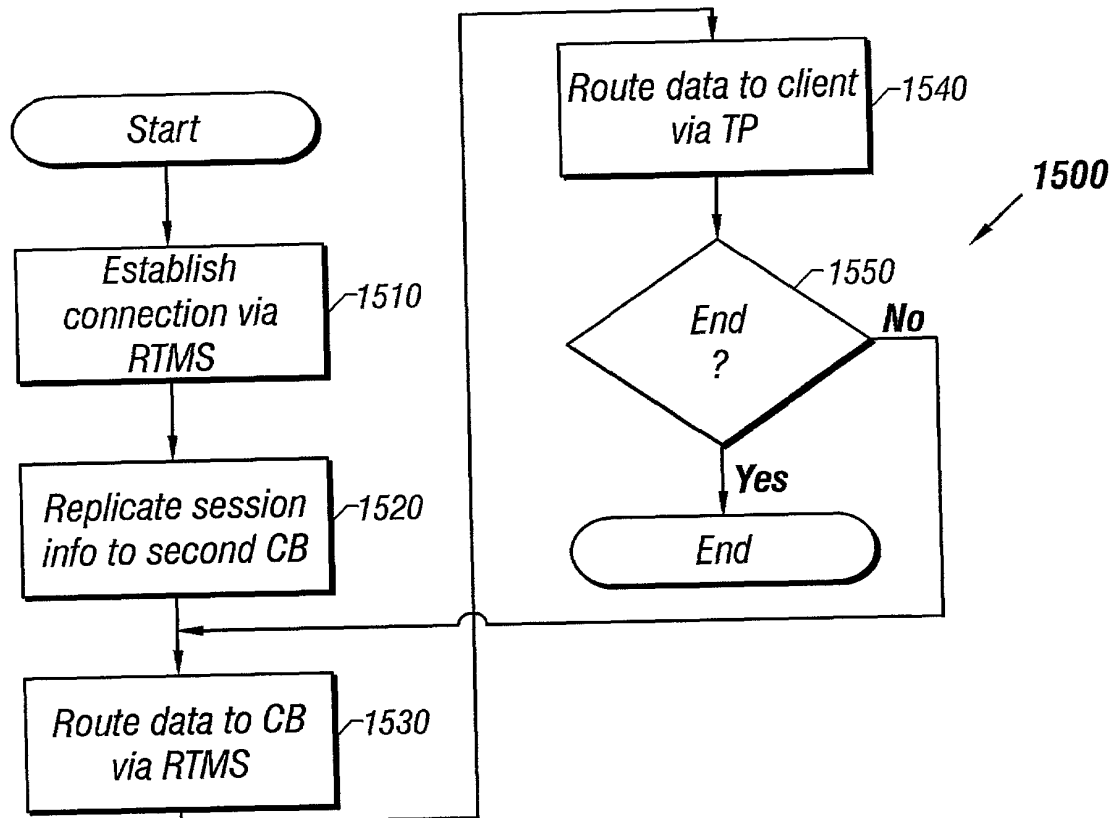 Start
Establish
connection via
RTMS
1510
Replicate session
info to second CB
1520
Route data to CB
via RTMS
1530
Route data to client
via TP
1540
1500
End
?
1550
No
Yes
End